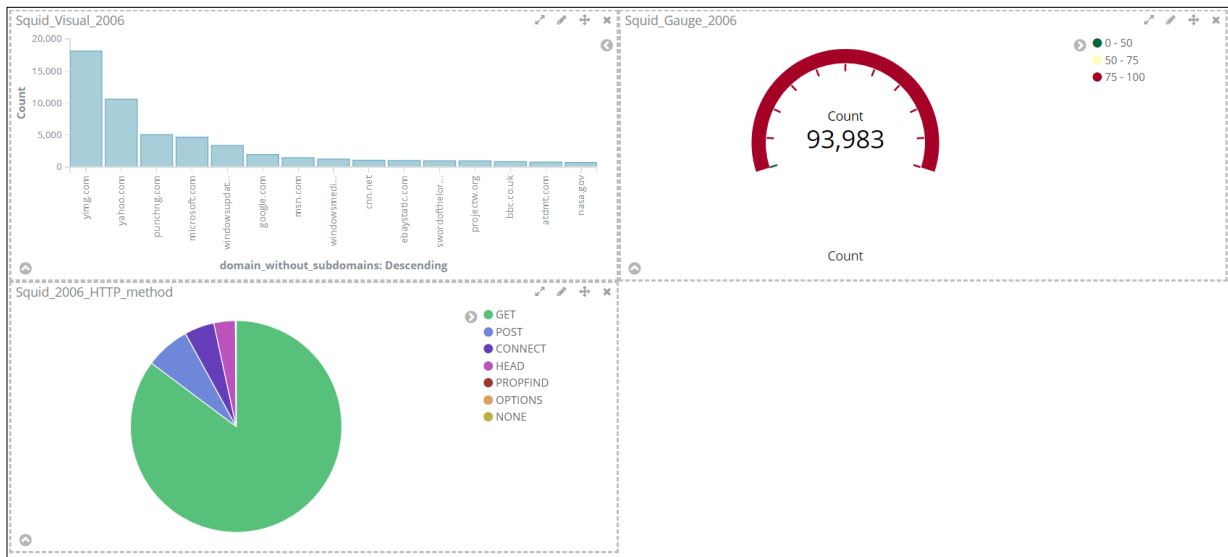 Squid_Visual_2006
20,000
15,000
10,000
5,000
0
Count
yimg.com
yahoo.com
punchng.com
microsoft.com
windowsupdat...
google.com
msn.com
windowsmedi...
cnn.net
ebaystatic.com
swordofthelor...
projectw.org
bbc.co.uk
atdmt.com
nasa.gov
domain_without_subdomains: Descending
Squid_Gauge_2006
0 - 50
50 - 75
75 - 100
Count
93,983
Count
Squid_2006_HTTP_method
GET
POST
CONNECT
HEAD
PROPFIND
OPTIONS
NONE